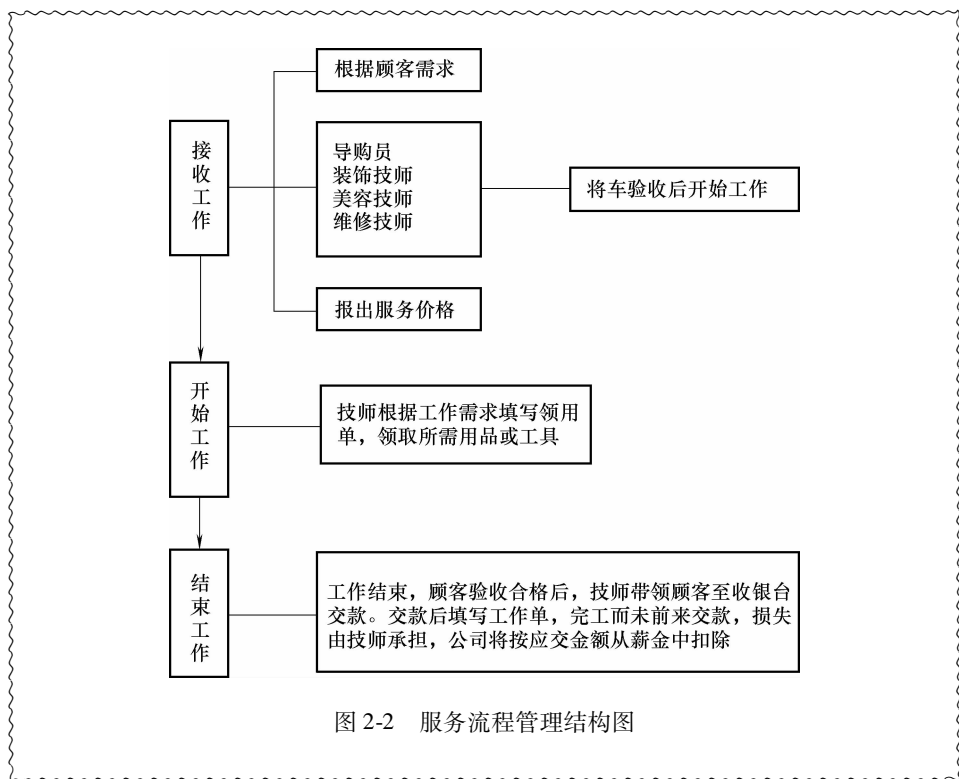 根据顾客需求
接收工作
导购员
装饰技师
美容技师
维修技师
将车验收后开始工作
报出服务价格
开始工作
技师根据工作需求填写领用
单，领取所需用品或工具
结束工作
工作结束，顾客验收合格后，技师带领顾客至收银台
交款。交款后填写工作单，完工而未前来交款，损失
由技师承担，公司将按应交金额从薪金中扣除
图 2-2　服务流程管理结构图